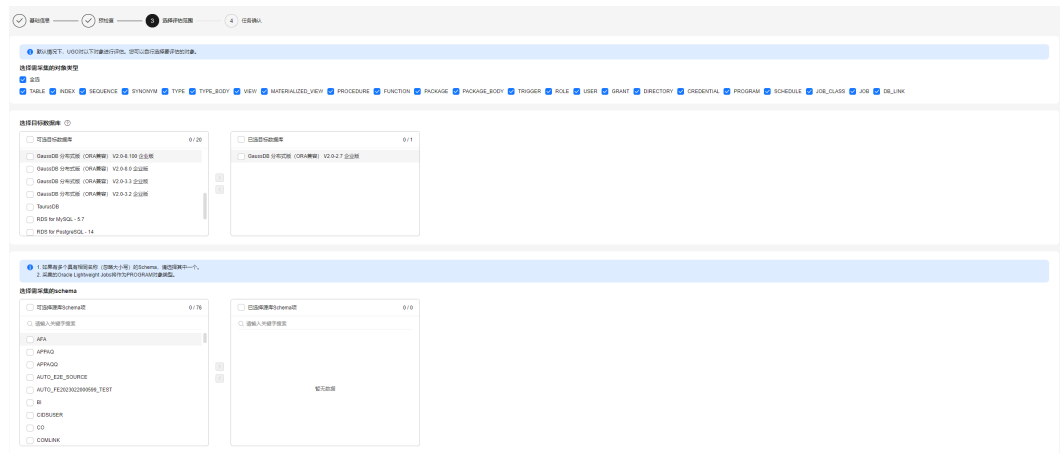 基础信息
预检查
3 选择评估范围
4 任务确认
默认情况下，UGO对以下对象进行评估。您可以自行选择要评估的对象。
选择需采集的对象类型
全选
TABLE INDEX SEQUENCE SYNONYM TYPE TYPE_BODY VIEW MATERIALIZED_VIEW PROCEDURE FUNCTION PACKAGE PACKAGE_BODY TRIGGER ROLE USER GRANT DIRECTORY CREDENTIAL PROGRAM SCHEDULE JOB_CLASS JOB DB_LINK
选择目标数据库
可选目标数据库 0/20
GaussDB 分布式版（ORA兼容） V2.0-8.100 企业版
GaussDB 分布式版（ORA兼容） V2.0-8.0 企业版
GaussDB 分布式版（ORA兼容） V2.0-3.3 企业版
GaussDB 分布式版（ORA兼容） V2.0-3.2 企业版
TaurusDB
RDS for MySQL - 5.7
RDS for PostgreSQL - 14
已选目标数据库 0/1
GaussDB 分布式版（ORA兼容） V2.0-2.7 企业版
1. 如果有多个具有相同名称（忽略大小写）的Schema，请选择其中一个。
2. 采集的Oracle Lightweight Jobs将作为PROGRAM对象类型。
选择需采集的schema
可选择源库Schema项 0/76
请输入关键字搜索
AFA
APPAQ
APPAQQ
AUTO_E2E_SOURCE
AUTO_FE2023022000599_TEST
BI
CIDSUSER
CO
COMLINK
已选择源库Schema项 0/0
请输入关键字搜索
暂无数据